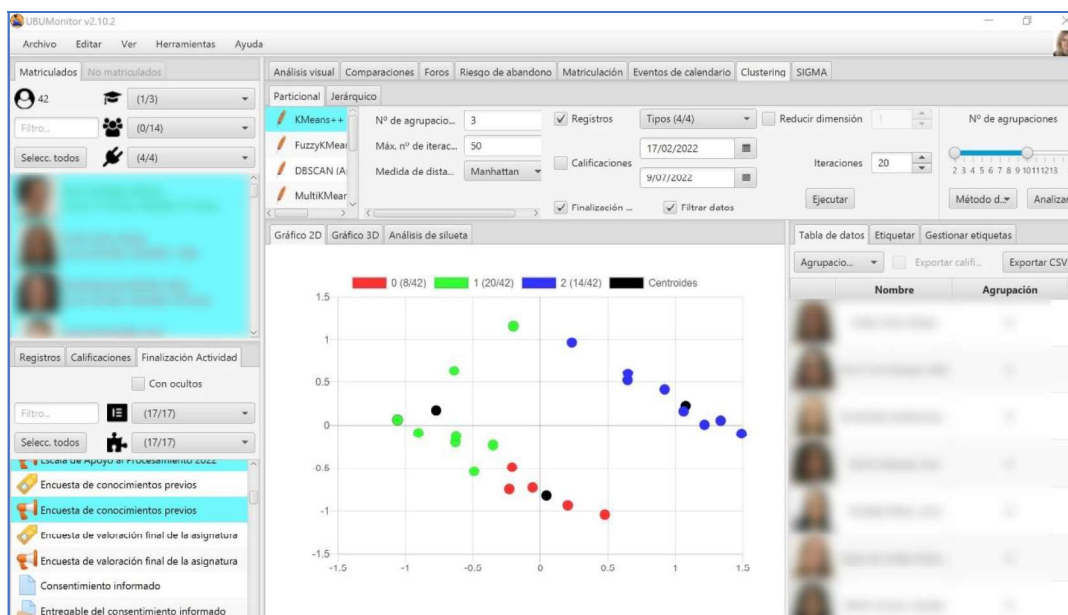 UBUMonitor v2.10.2
Archivo Editar Ver Herramientas Ayuda
Matriculados No matriculados
42 (1/3)
Filtro... (0/14)
Selecc. todos (4/4)
Registros Calificaciones Finalización Actividad
Con ocultos
Filtro... (17/17)
Selecc. todos (17/17)
Escala de Apoyo al Procesamiento 2022
Encuesta de conocimientos previos
Encuesta de conocimientos previos
Encuesta de valoración final de la asignatura
Encuesta de valoración final de la asignatura
Consentimiento informado
Entregable del consentimiento informado
Análisis visual Comparaciones Foros Riesgo de abandono Matriculación Eventos de calendario Clustering SIGMA
Particional Jerárquico
KMeans++
FuzzyKMear
DBSCAN (A
MultiKMear
Nº de agrupacio... 3
Máx. nº de iterac... 50
Medida de dista... Manhattan
Registros Tipos (4/4)
17/02/2022
Calificaciones
9/07/2022
Finalización ... Filtrar datos
Reducir dimensión 1
Iteraciones 20
Ejecutar
Nº de agrupaciones
2 3 4 5 6 7 8 9 10111213
Método d... Analizar
Gráfico 2D Gráfico 3D Análisis de silueta
0 (8/42) 1 (20/42) 2 (14/42) Centroides
1.5
1
0.5
0
-0.5
-1
-1.5
-1.5 -1 -0.5 0 0.5 1 1.5
Tabla de datos Etiquetar Gestionar etiquetas
Agrupacio... Exportar califi... Exportar CSV
Nombre Agrupación